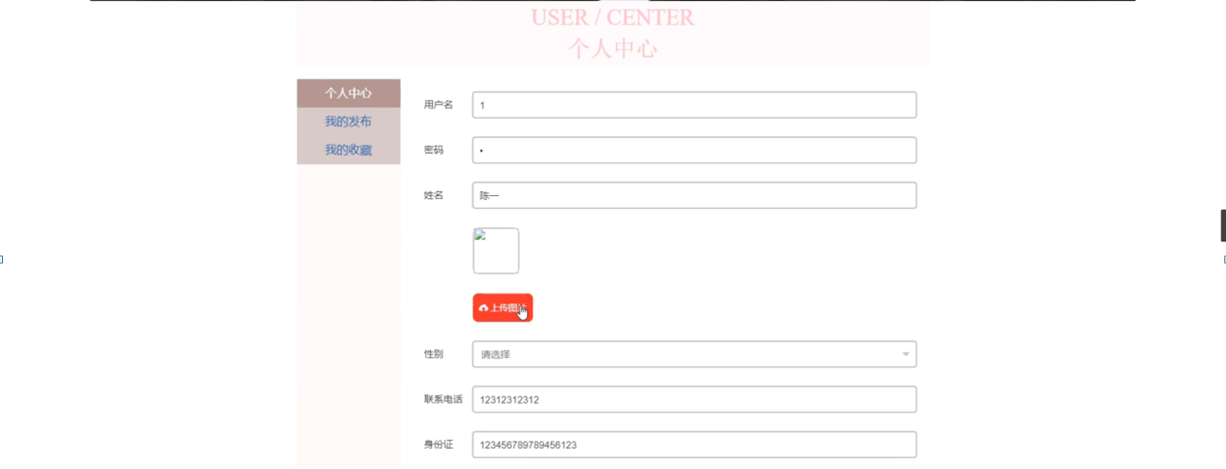 USER / CENTER
个人中心
个人中心
我的发布
我的收藏
用户名 1
密码 •
姓名 陈一
上传图片
性别 请选择
联系电话 12312312312
身份证 123456789789456123